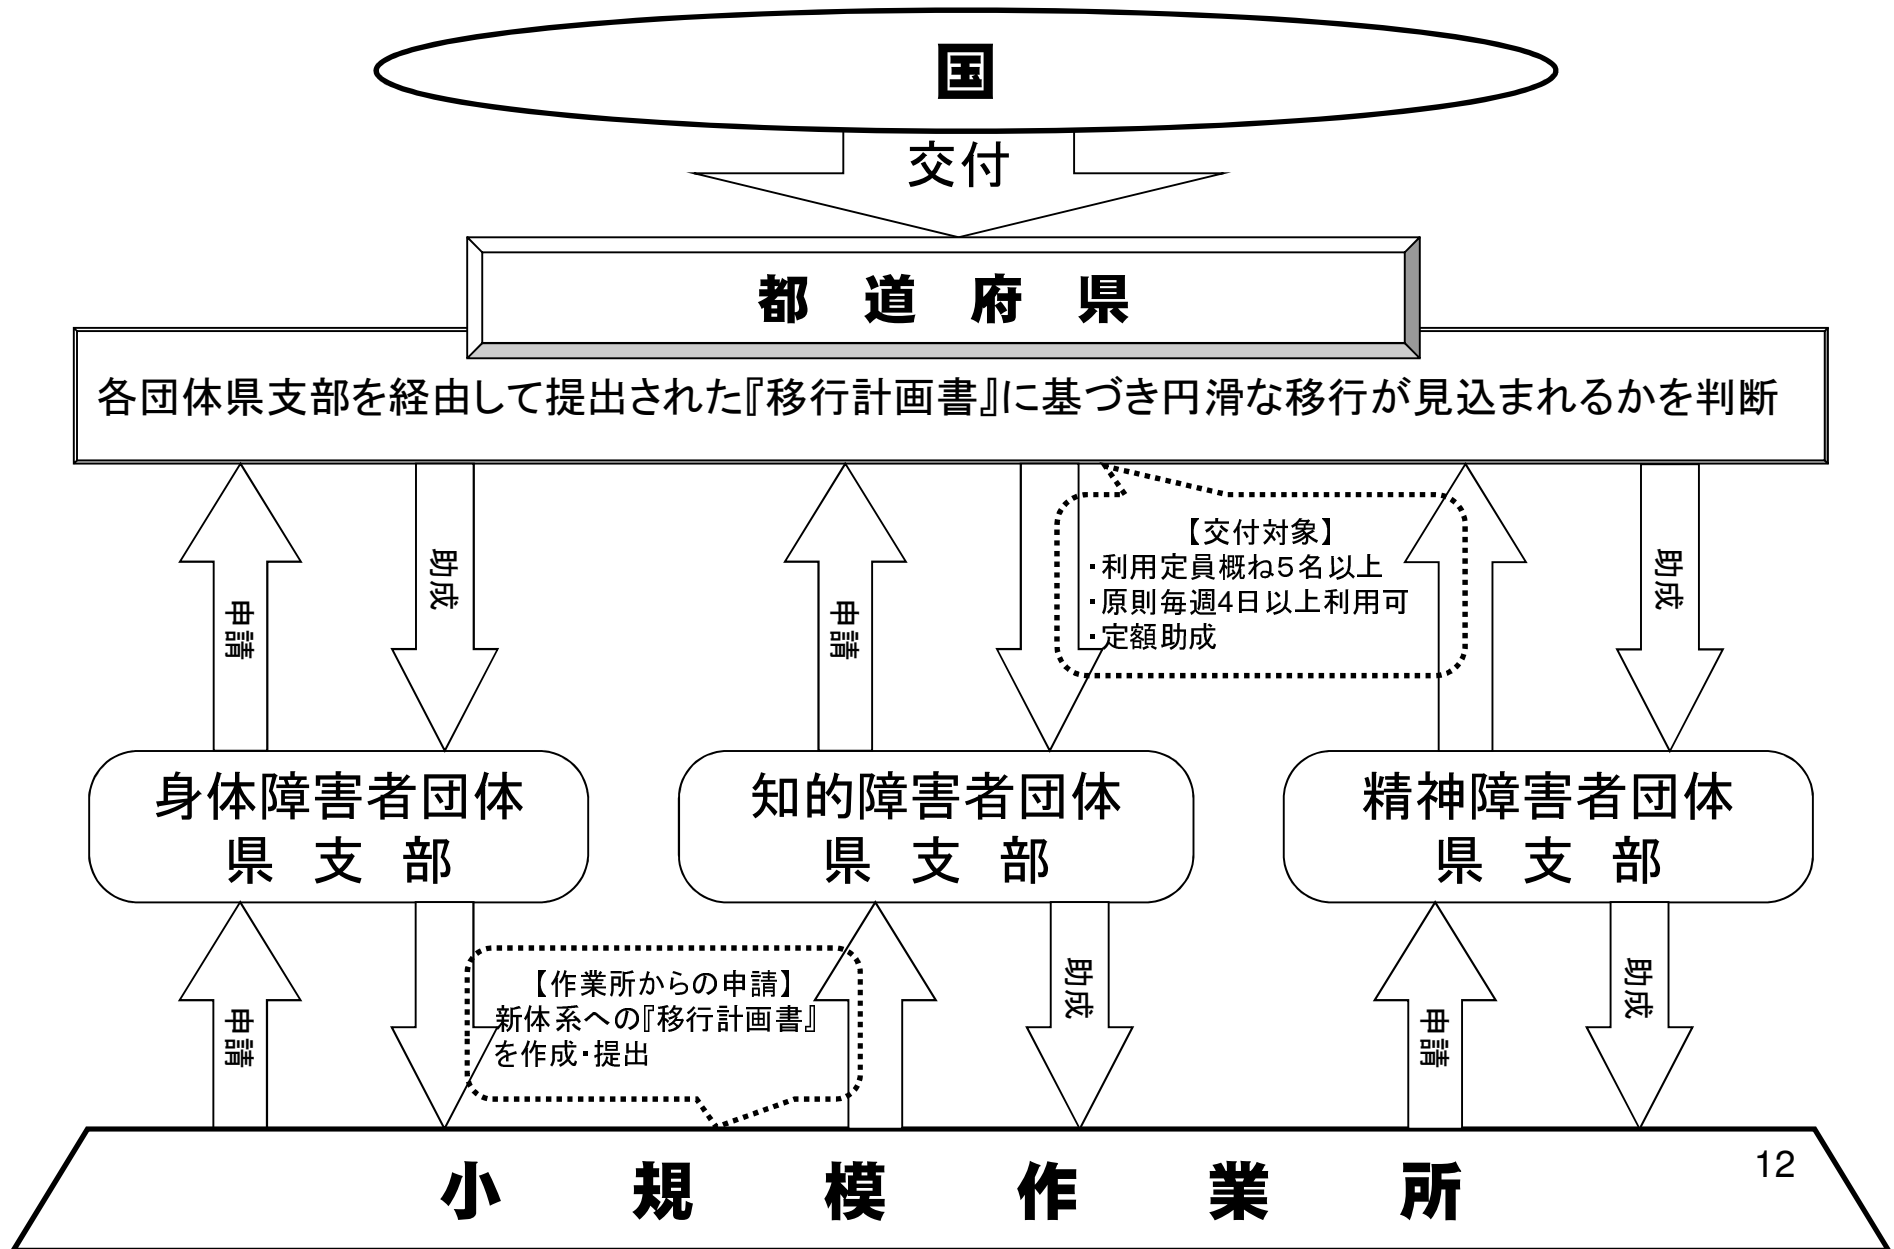 国
交付
都道府県
各団体県支部を経由して提出された『移行計画書』に基づき円滑な移行が見込まれるかを判断
申請
助成
申請
【交付対象】
・利用定員概ね５名以上
・原則毎週4日以上利用可
・定額助成
助成
身体障害者団体
県支部
知的障害者団体
県支部
精神障害者団体
県支部
申請
【作業所からの申請】
新体系への『移行計画書』
を作成・提出
助成
申請
助成
小規模作業所
12